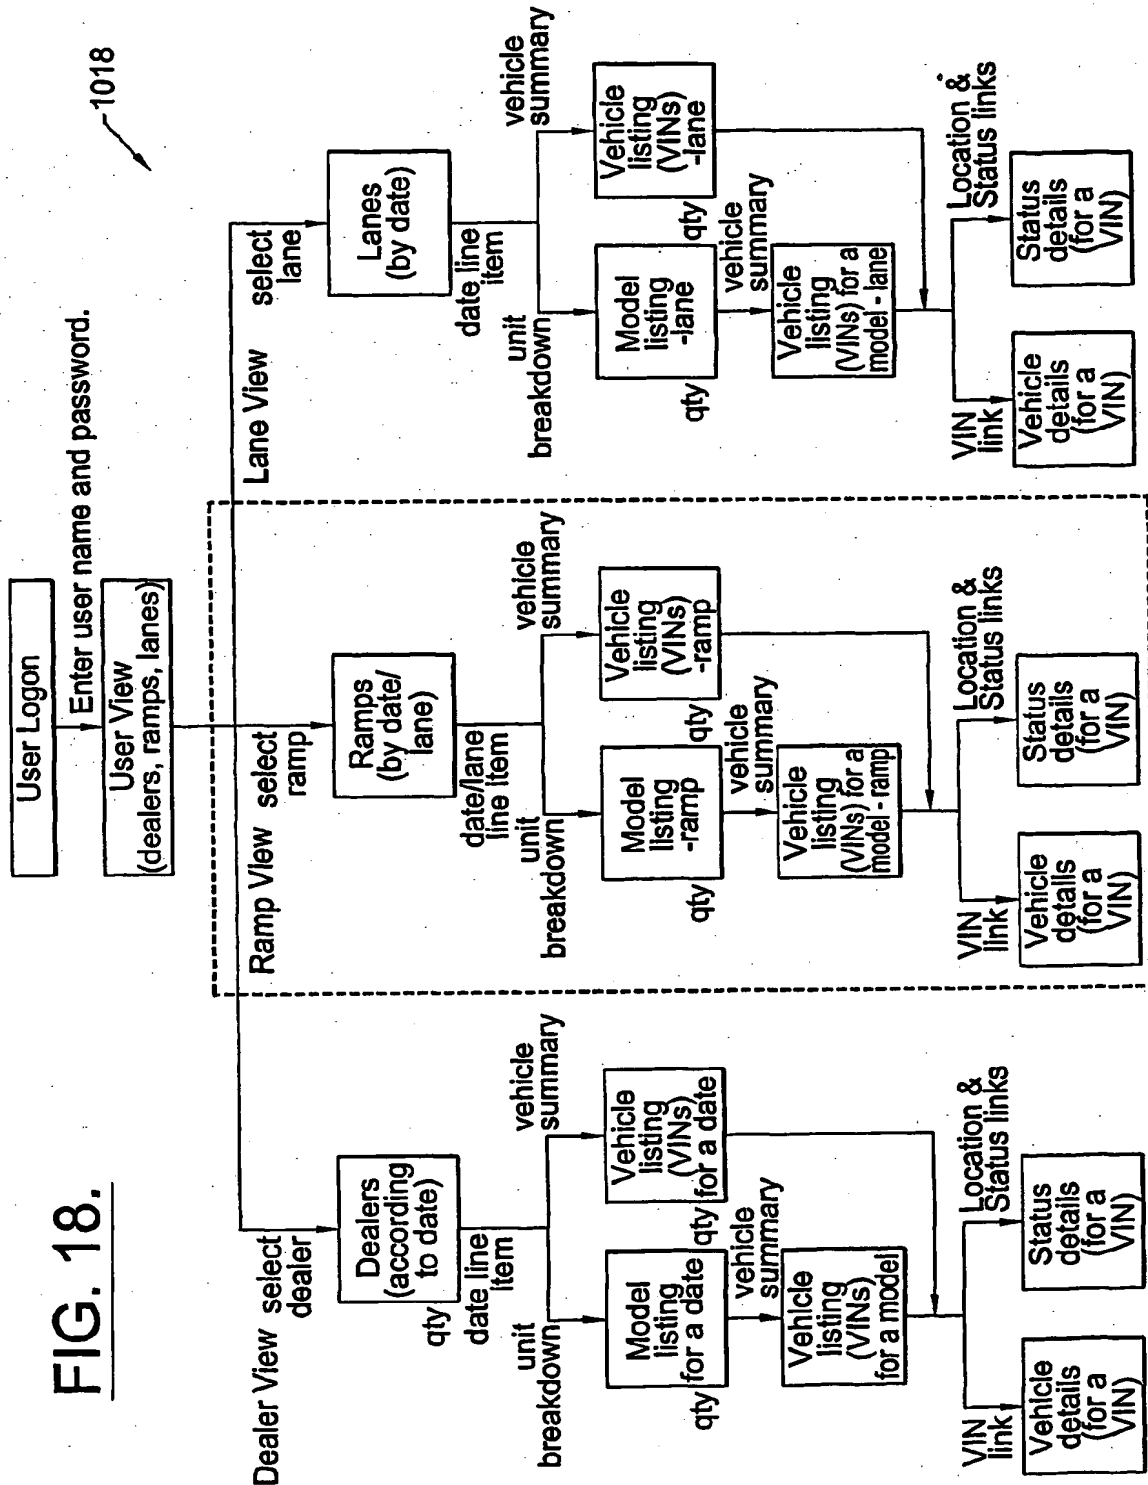 FIG. 18.
1018
User Logon
Enter user name and password.
User View
(dealers, ramps, lanes)
Dealer View
select
dealer
Dealers
(according
to date)
qty
date line
item
unit
breakdown
vehicle
summary
Model
listing
for a date
qty
Vehicle
listing
(VINs)
for a date
qty
vehicle
summary
Vehicle
listing
(VINs)
for a model
VIN
link
Location &
Status links
Vehicle
details
(for a
VIN)
Status
details
(for a
VIN)
Ramp View
select
ramp
Ramps
(by date/
lane)
date/lane
line item
unit
breakdown
vehicle
summary
Model
listing
-ramp
qty
Vehicle
listing
(VINs)
-ramp
qty
vehicle
summary
Vehicle
listing
(VINs) for a
model - ramp
VIN
link
Location &
Status links
Vehicle
details
(for a
VIN)
Status
details
(for a
VIN)
Lane View
select
lane
Lanes
(by date)
date line
item
unit
breakdown
vehicle
summary
Model
listing
-lane
qty
Vehicle
listing
(VINs)
-lane
qty
vehicle
summary
Vehicle
listing
(VINs) for a
model - lane
VIN
link
Location &
Status links
Vehicle
details
(for a
VIN)
Status
details
(for a
VIN)